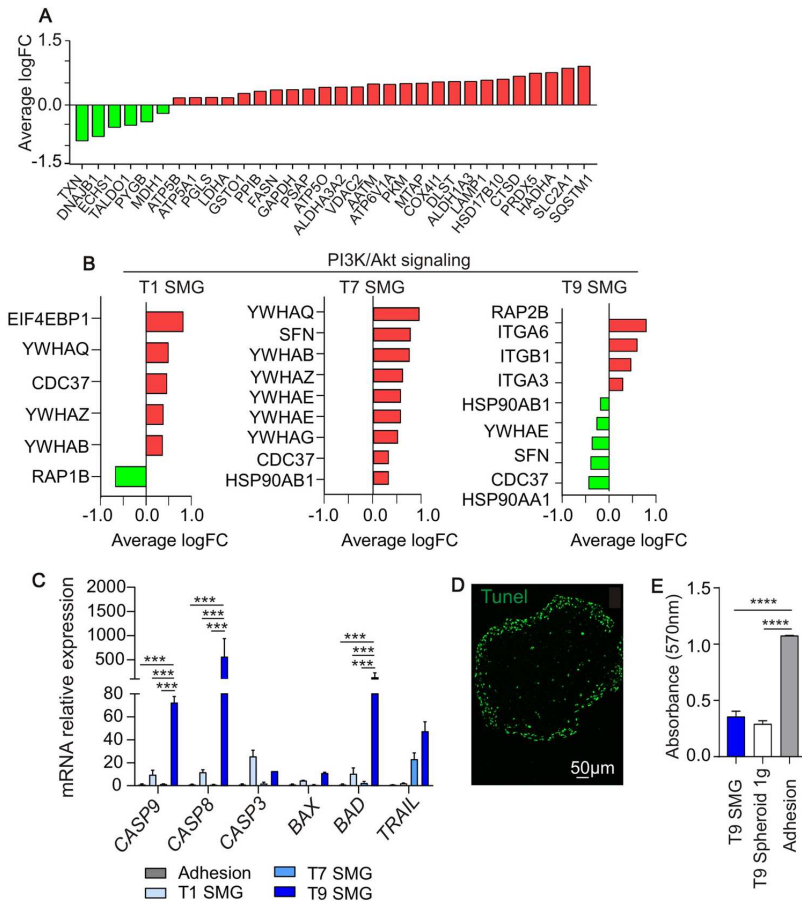 A
Average logFC
1.5
0.0
-1.5
TXN
DNAJB1
ECHS1
TALDO1
PYGB
MDH1
ATP5B
ATP5A1
PGLS
LDHA
GSTO1
PPIB
FASN
GAPDH
PSAP
ATP5O
ALDHA3A2
VDAC2
AATM
ATP6V1A
PKM
MTAP
COX4I1
DLST
ALDH1A3
LAMP1
HSD17B10
CTSD
PRDX5
HADHA
SLC2A1
SQSTM1
B
PI3K/Akt signaling
T1 SMG
EIF4EBP1
YWHAQ
CDC37
YWHAZ
YWHAB
RAP1B
-1.0 0.0 1.0
Average logFC
T7 SMG
YWHAQ
SFN
YWHAB
YWHAZ
YWHAE
YWHAE
YWHAG
CDC37
HSP90AB1
-1.0 0.0 1.0
Average logFC
T9 SMG
RAP2B
ITGA6
ITGB1
ITGA3
HSP90AB1
YWHAE
SFN
CDC37
HSP90AA1
-1.0 0.0 1.0
Average logFC
C
mRNA relative expression
2000
1500
1000
500
80
60
40
20
0
***
***
***
***
***
***
***
***
***
CASP9
CASP8
CASP3
BAX
BAD
TRAIL
Adhesion
T1 SMG
T7 SMG
T9 SMG
D
Tunel
50µm
E
Absorbance (570nm)
1.5
1.0
0.5
0.0
****
****
T9 SMG
T9 Spheroid 1g
Adhesion